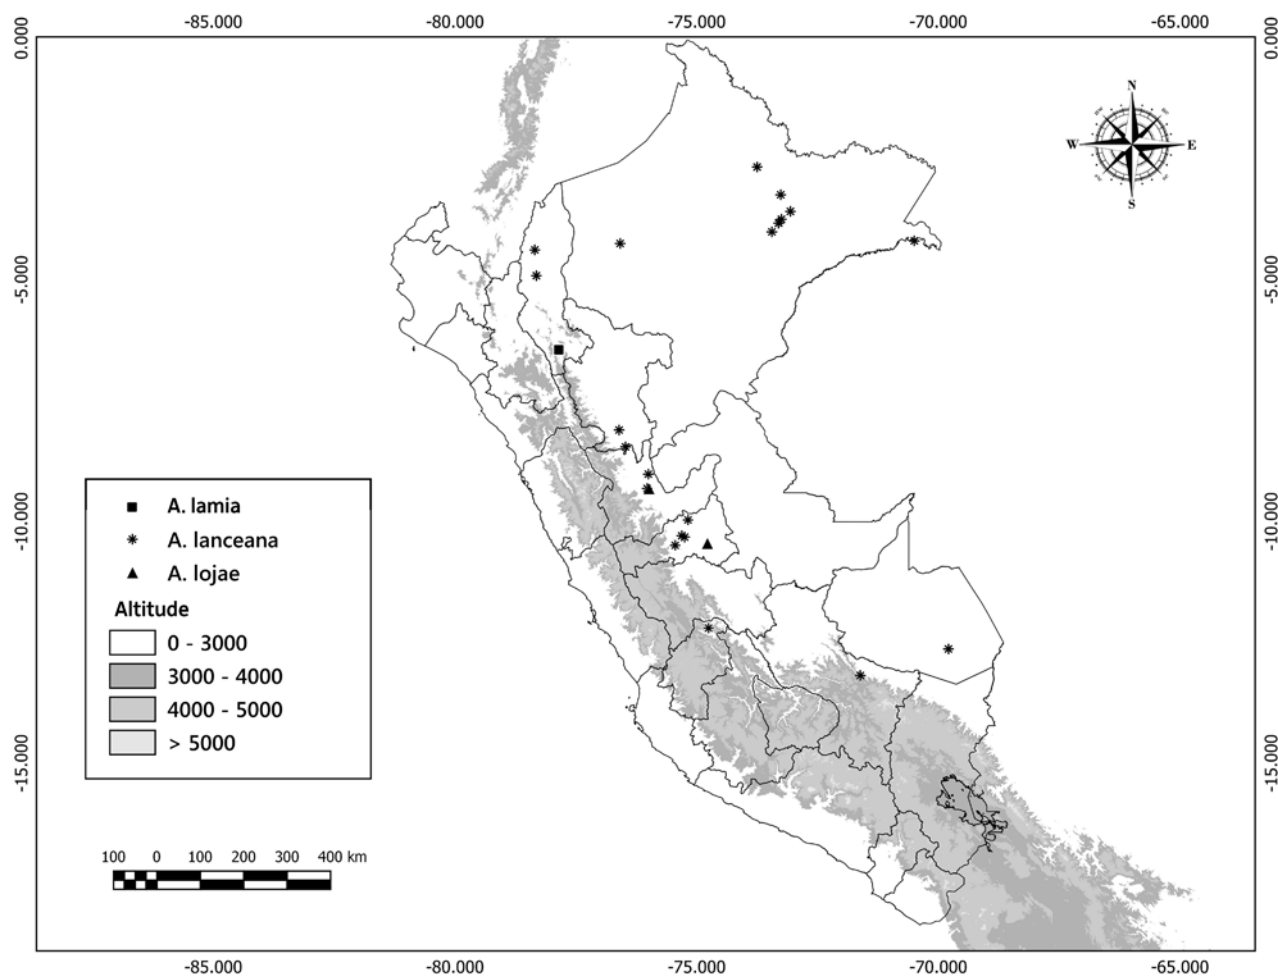 -85.000 -80.000 -75.000 -70.000 -65.000
0.000 0.000
N
W E
S
-5.000 -5.000
A. lamia
A. lanceana
-10.000 -10.000
A. lojae
Altitude
0 - 3000
3000 - 4000
4000 - 5000
> 5000
-15.000 -15.000
100 0 100 200 300 400 km
-85.000 -80.000 -75.000 -70.000 -65.000